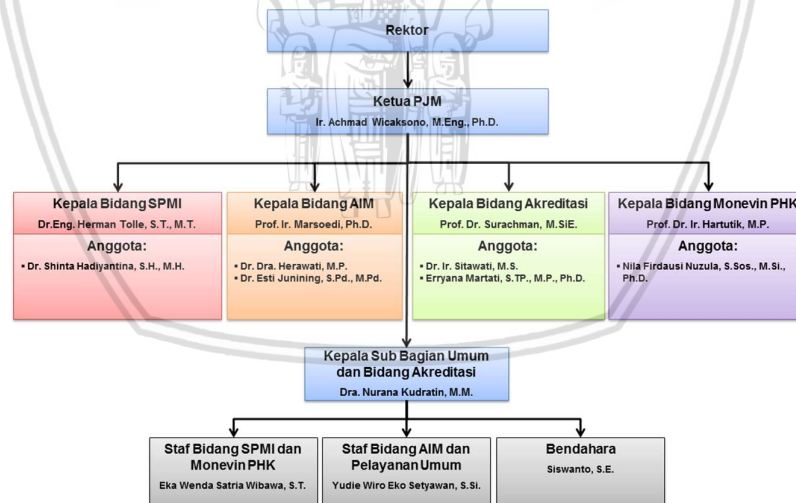 Rektor
Ketua PJM
Ir. Achmad Wicaksono, M.Eng., Ph.D.
Kepala Bidang SPMI
Dr.Eng. Herman Tolle, S.T., M.T.
Anggota:
▪ Dr. Shinta Hadiyantina, S.H., M.H.
Kepala Bidang AIM
Prof. Ir. Marsoedi, Ph.D.
Anggota:
▪ Dr. Dra. Herawati, M.P.
▪ Dr. Esti Junining, S.Pd., M.Pd.
Kepala Bidang Akreditasi
Prof. Dr. Surachman, M.SiE.
Anggota:
▪ Dr. Ir. Sitawati, M.S.
▪ Erryana Martati, S.TP., M.P., Ph.D.
Kepala Bidang Monevin PHK
Prof. Dr. Ir. Hartutik, M.P.
Anggota:
▪ Nila Firdausi Nuzula, S.Sos., M.Si.,
Ph.D.
Kepala Sub Bagian Umum
dan Bidang Akreditasi
Dra. Nurana Kudratin, M.M.
Staf Bidang SPMI dan
Monevin PHK
Eka Wenda Satria Wibawa, S.T.
Staf Bidang AIM dan
Pelayanan Umum
Yudie Wiro Eko Setyawan, S.Si.
Bendahara
Siswanto, S.E.